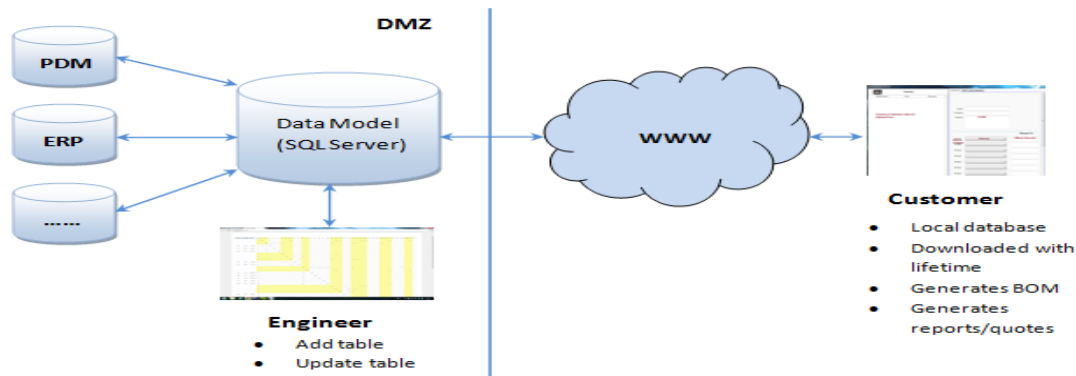 DMZ
PDM
ERP
......
Data Model
(SQL Server)
www
Engineer
• Add table
• Update table
Customer
• Local database
• Downloaded with
lifetime
• Generates BOM
• Generates
reports/quotes